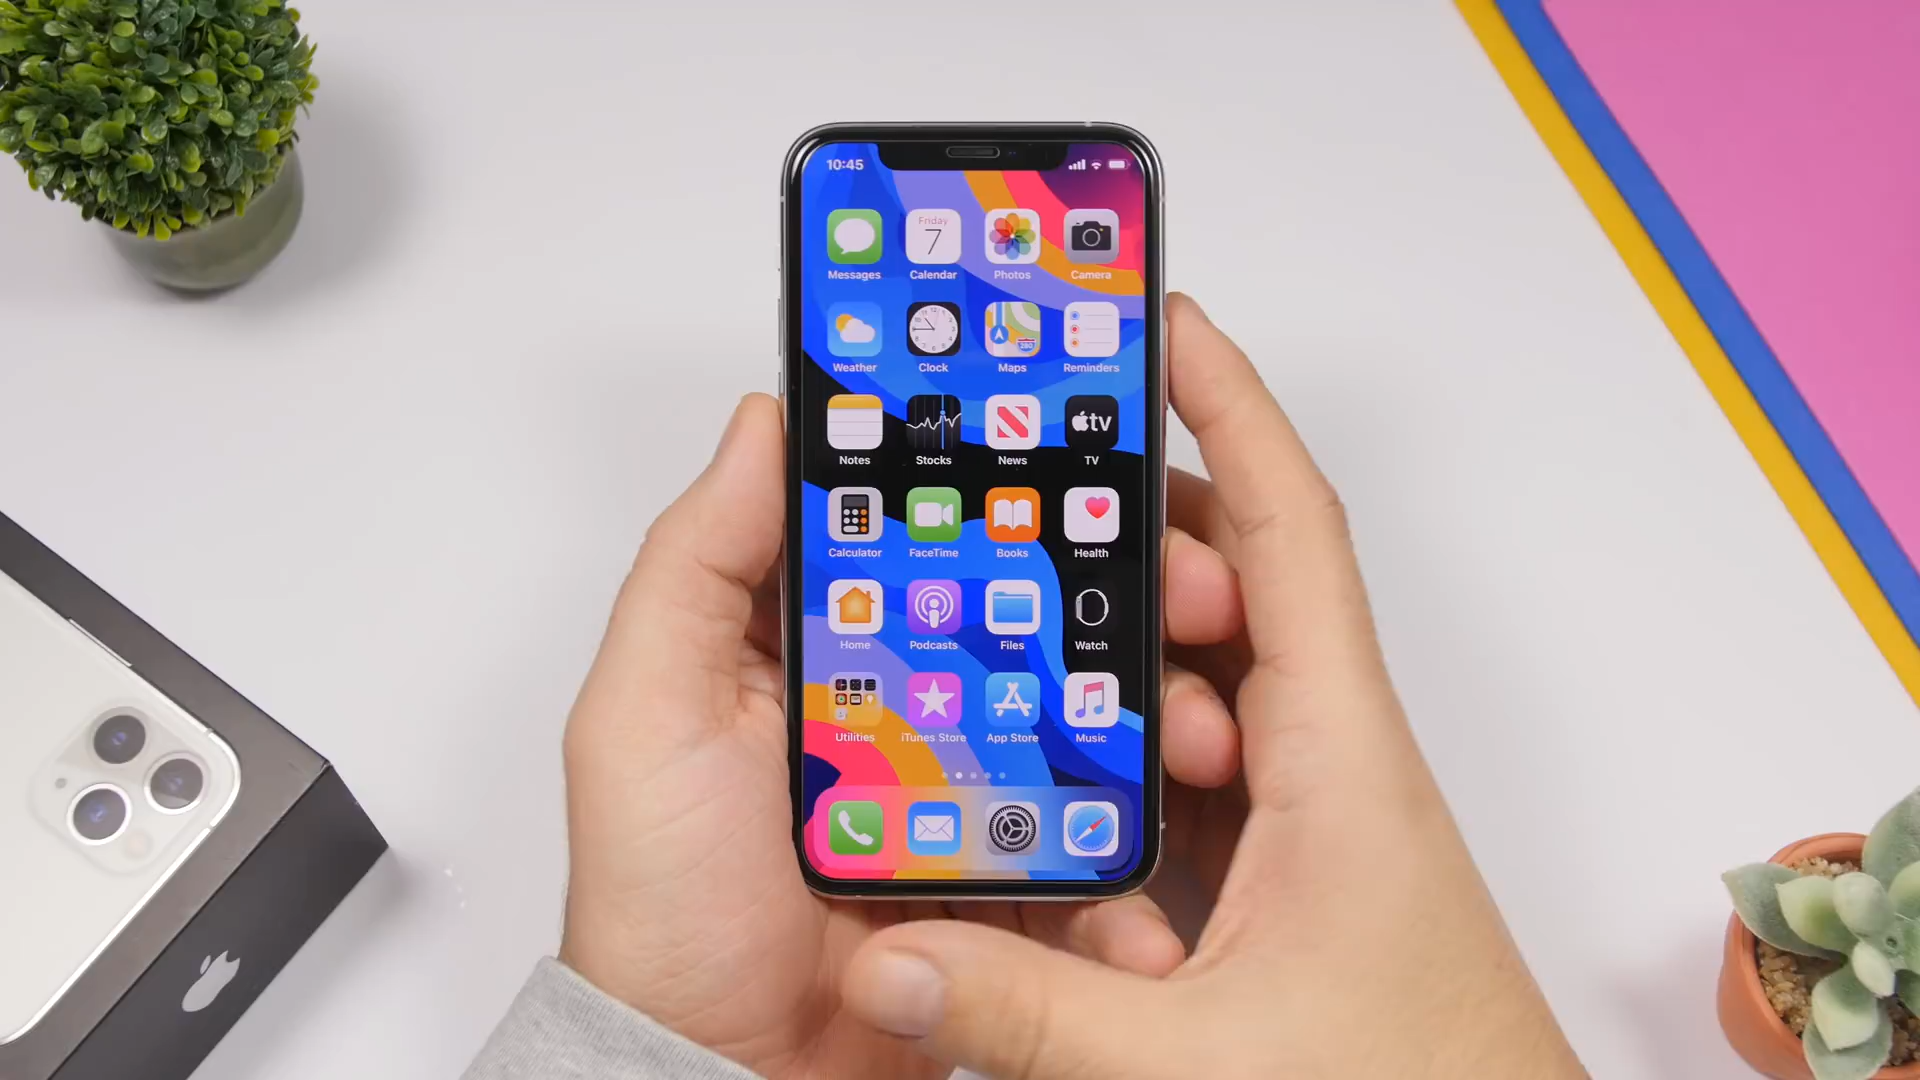 10:45
Friday
7
Messages
Calendar
Photos
Camera
Weather
Clock
Maps
Reminders
tv
Notes
Stocks
News
TV
Calculator
FaceTime
Books
Health
Home
Podcasts
Files
Watch
Utilities
iTunes Store
App Store
Music